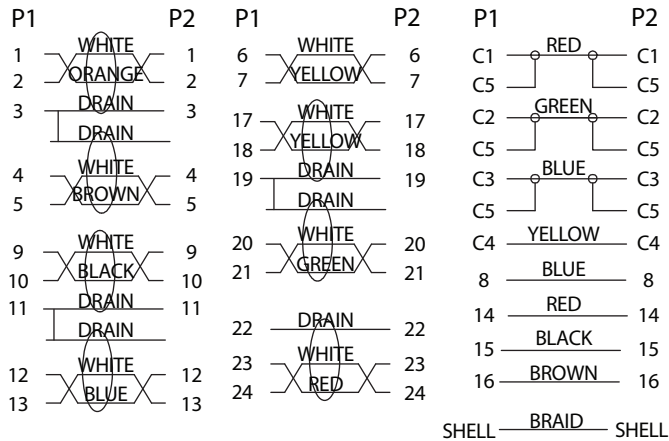 P1 P2
1 WHITE 1
2 ORANGE 2
3 DRAIN 3
DRAIN
4 WHITE 4
5 BROWN 5
9 WHITE 9
10 BLACK 10
11 DRAIN 11
DRAIN
12 WHITE 12
13 BLUE 13
P1 P2
6 WHITE 6
7 YELLOW 7
17 WHITE 17
18 YELLOW 18
19 DRAIN 19
DRAIN
20 WHITE 20
21 GREEN 21
22 DRAIN 22
23 WHITE 23
24 RED 24
P1 P2
C1 RED C1
C5 C5
C2 GREEN C2
C5 C5
C3 BLUE C3
C5 C5
C4 YELLOW C4
8 BLUE 8
14 RED 14
15 BLACK 15
16 BROWN 16
SHELL BRAID SHELL